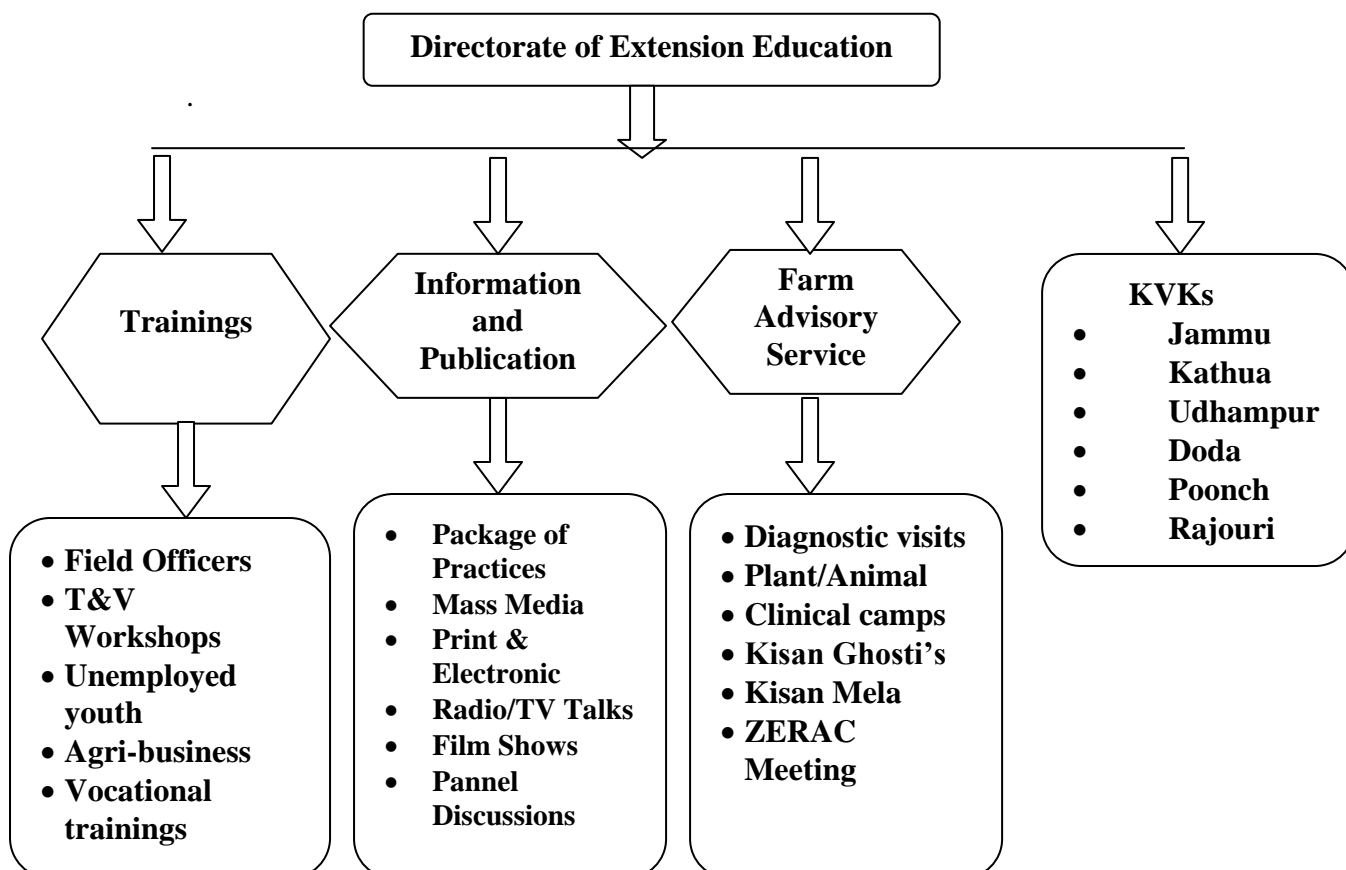 Directorate of Extension Education
.
Trainings
Information
and
Publication
Farm
Advisory
Service
KVKs
• Jammu
• Kathua
• Udhampur
• Doda
• Poonch
• Rajouri
• Field Officers
• T&V
Workshops
• Unemployed
youth
• Agri-business
• Vocational
trainings
• Package of
Practices
• Mass Media
• Print &
Electronic
• Radio/TV Talks
• Film Shows
• Pannel
Discussions
• Diagnostic visits
• Plant/Animal
• Clinical camps
• Kisan Ghosti’s
• Kisan Mela
• ZERAC
Meeting